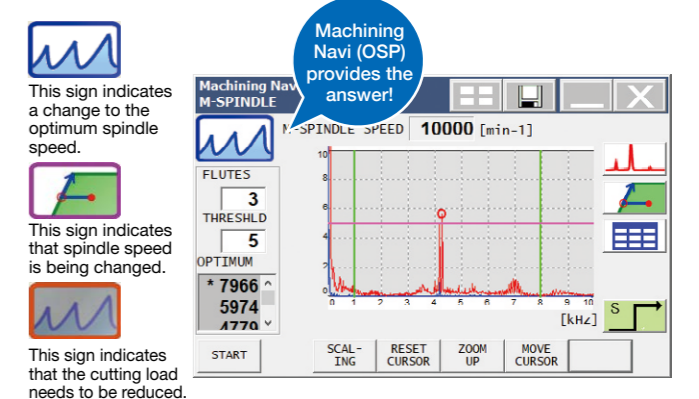 This sign indicates
a change to the
optimum spindle
speed.
This sign indicates
that spindle speed
is being changed.
This sign indicates
that the cutting load
needs to be reduced.
Machining
Navi (OSP)
provides the
answer!
Machining Nav
M-SPINDLE
M-SPINDLE SPEED 10000 [min-1]
FLUTES
3
THRESHLD
5
OPTIMUM
* 7966
5974
4779
10
8
6
4
2
0
0 1 2 3 4 5 6 7 8 9 10
[kHz]
S
START
SCAL-
ING
RESET
CURSOR
ZOOM
UP
MOVE
CURSOR